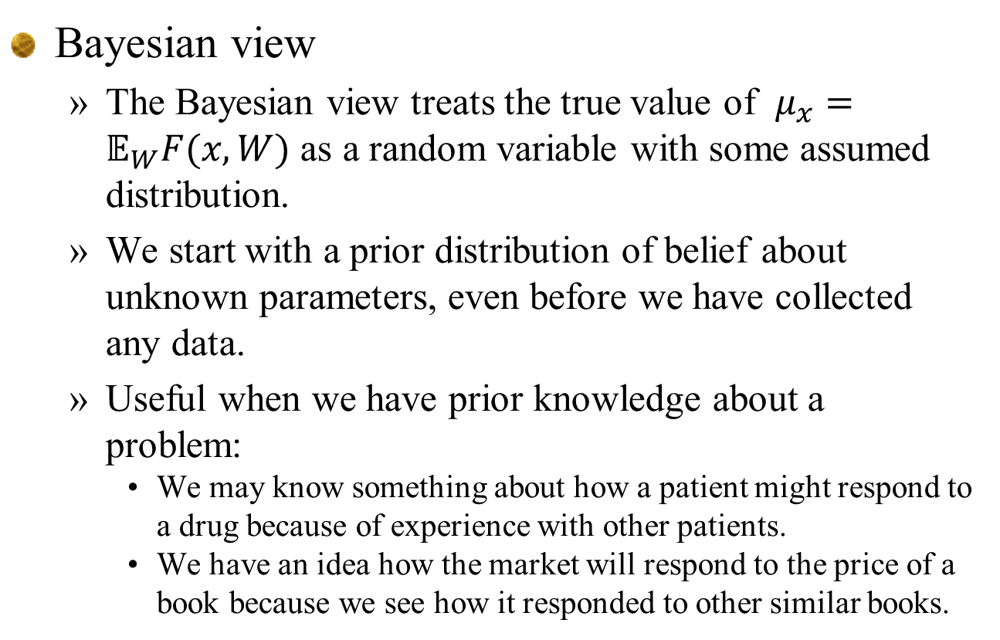 Bayesian view
» The Bayesian view treats the true value of μₓ =
𝔼_W F(x, W) as a random variable with some assumed
distribution.
» We start with a prior distribution of belief about
unknown parameters, even before we have collected
any data.
» Useful when we have prior knowledge about a
problem:
• We may know something about how a patient might respond to
a drug because of experience with other patients.
• We have an idea how the market will respond to the price of a
book because we see how it responded to other similar books.